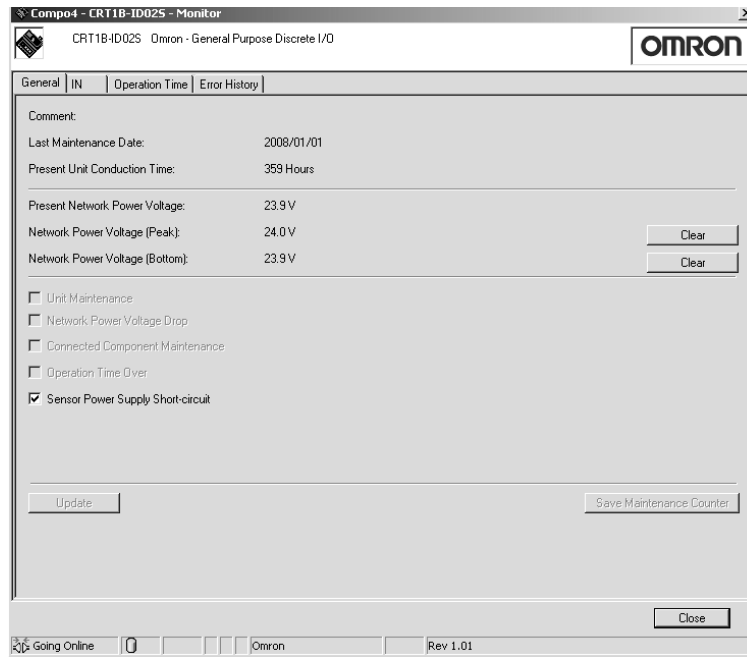 Compo4 - CRT1B-ID02S - Monitor
CRT1B-ID02S Omron - General Purpose Discrete I/O
OMRON
General IN Operation Time Error History
Comment:
Last Maintenance Date: 2008/01/01
Present Unit Conduction Time: 359 Hours
Present Network Power Voltage: 23.9 V
Network Power Voltage (Peak): 24.0 V Clear
Network Power Voltage (Bottom): 23.9 V Clear
Unit Maintenance
Network Power Voltage Drop
Connected Component Maintenance
Operation Time Over
Sensor Power Supply Short-circuit
Update Save Maintenance Counter
Close
Going Online Omron Rev 1.01